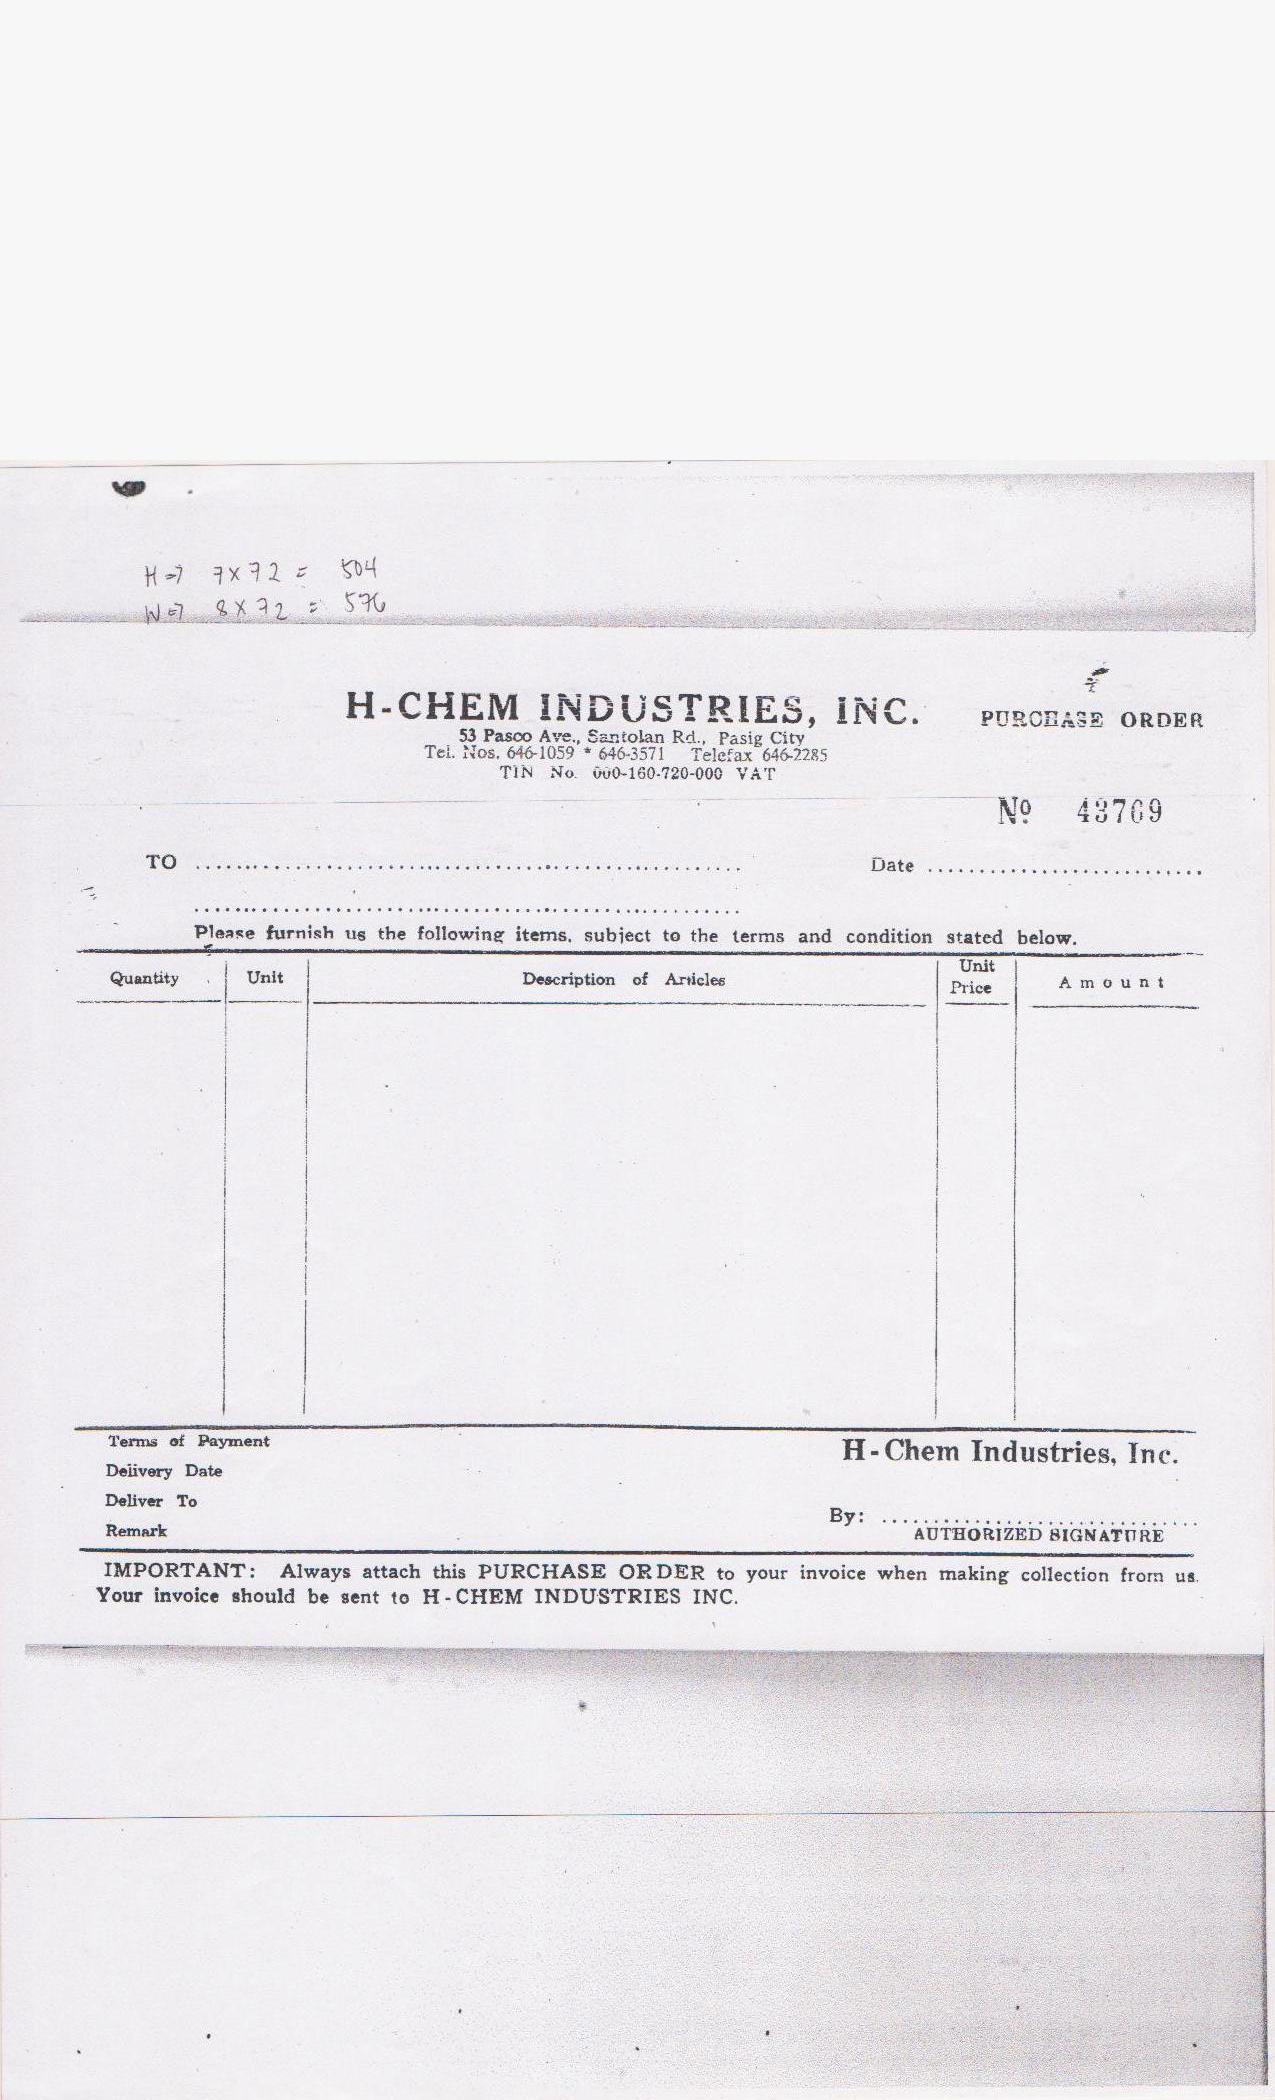 H => 7 x 72 = 504
W => 8 x 72 = 576
H-CHEM INDUSTRIES, INC.
PURCHASE ORDER
53 Pasco Ave., Santolan Rd., Pasig City
Tel. Nos. 646-1059 * 646-3571 Telefax 646-2285
TIN No. 000-160-720-000 VAT
Nº 43769
TO ........................................................ Date ...........................
........................................................
Please furnish us the following items, subject to the terms and condition stated below.
Quantity Unit Description of Articles Unit Price Amount
Terms of Payment
H-Chem Industries, Inc.
Delivery Date
Deliver To
By: ................................
Remark
AUTHORIZED SIGNATURE
IMPORTANT: Always attach this PURCHASE ORDER to your invoice when making collection from us.
Your invoice should be sent to H-CHEM INDUSTRIES INC.